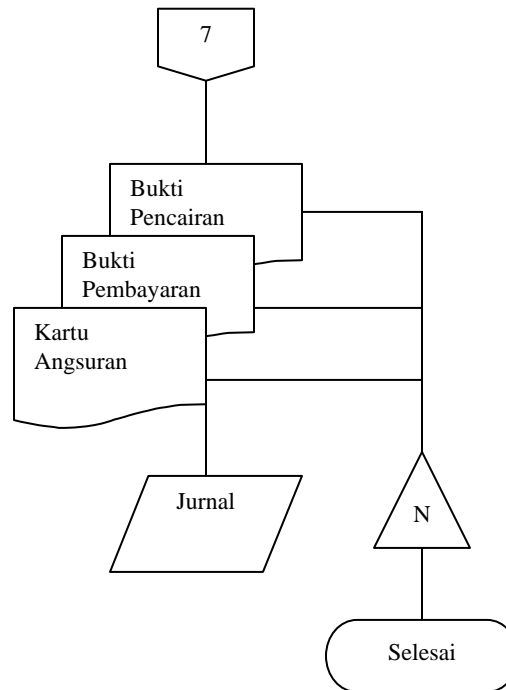 7
Bukti
Pencairan
Bukti
Pembayaran
Kartu
Angsuran
Jurnal
N
Selesai